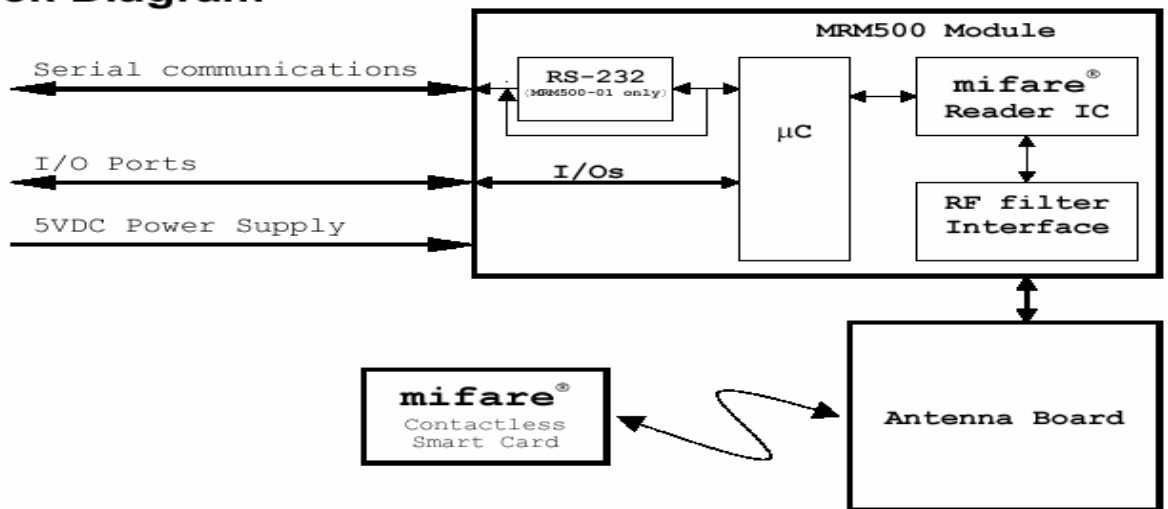 Diagram
MRM500 Module
Serial communications
RS-232
(MRM500-01 only)
mifare®
Reader IC
µC
I/O Ports
I/Os
5VDC Power Supply
RF filter
Interface
mifare®
Contactless
Smart Card
Antenna Board